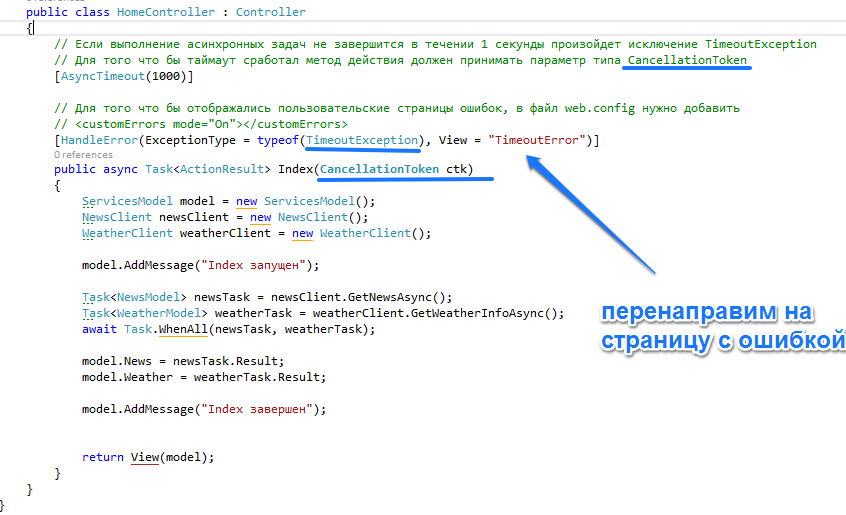 public class HomeController : Controller
{
// Если выполнение асинхронных задач не завершится в течении 1 секунды произойдет исключение TimeoutException
// Для того что бы таймаут сработал метод действия должен принимать параметр типа CancellationToken
[AsyncTimeout(1000)]
// Для того что бы отображались пользовательские страницы ошибок, в файл web.config нужно добавить
// <customErrors mode="On"></customErrors>
[HandleError(ExceptionType = typeof(TimeoutException), View = "TimeoutError")]
0 references
public async Task<ActionResult> Index(CancellationToken ctk)
{
ServicesModel model = new ServicesModel();
NewsClient newsClient = new NewsClient();
WeatherClient weatherClient = new WeatherClient();
model.AddMessage("Index запущен");
Task<NewsModel> newsTask = newsClient.GetNewsAsync();
Task<WeatherModel> weatherTask = weatherClient.GetWeatherInfoAsync();
await Task.WhenAll(newsTask, weatherTask);
model.News = newsTask.Result;
model.Weather = weatherTask.Result;
model.AddMessage("Index завершен");
return View(model);
}
}
}
перенаправим на
страницу с ошибкой